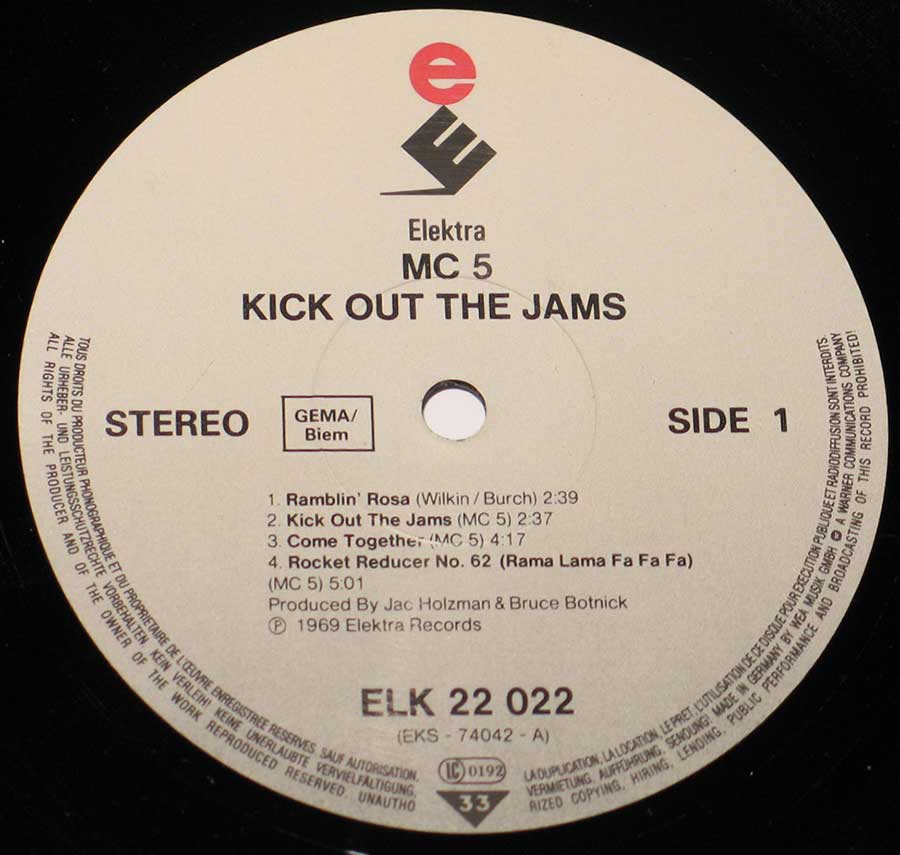 e
E
Elektra
MC 5
KICK OUT THE JAMS
STEREO
GEMA/
Biem
SIDE 1
1. Ramblin' Rosa (Wilkin / Burch) 2:39
2. Kick Out The Jams (MC 5) 2:37
3. Come Together (MC 5) 4:17
4. Rocket Reducer No. 62 (Rama Lama Fa Fa Fa)
(MC 5) 5:01
Produced By Jac Holzman & Bruce Botnick
Ⓟ 1969 Elektra Records
ELK 22 022
(EKS - 74042 - A)
LC 0192
33
TOUS DROITS DU PRODUCTEUR PHONOGRAPHIQUE ET DU PROPRIETAIRE DE L'ŒUVRE ENREGISTREE RESERVES SAUF AUTORISATION, LA DUPLICATION, LA LOCATION, LE PRET, L'UTILISATION DE CE DISQUE POUR EXECUTION PUBLIQUE ET RADIODIFFUSION SONT INTERDITS.
ALLE URHEBER- UND LEISTUNGSSCHUTZRECHTE VORBEHALTEN KEIN VERLEIH! KEINE UNERLAUBTE VERVIELFÄLTIGUNG, VERMIETUNG, AUFFÜHRUNG, SENDUNG! MADE IN GERMANY BY WEA MUSIK GMBH A WARNER COMMUNICATIONS COMPANY
ALL RIGHTS OF THE PRODUCER AND OF THE OWNER OF THE WORK REPRODUCED RESERVED. UNAUTHORIZED COPYING, HIRING, LENDING, PUBLIC PERFORMANCE AND BROADCASTING OF THIS RECORD PROHIBITED!